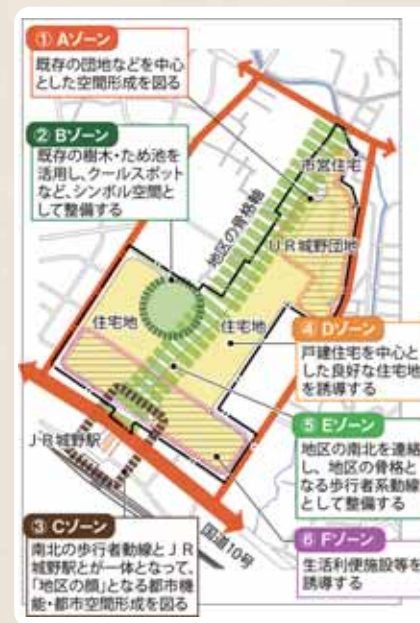 ① Aゾーン
既存の団地などを中心
とした空間形成を図る
② Bゾーン
既存の樹木・ため池を
活用し、クールスポット
など、シンボル空間と
して整備する
市営住宅
地区の骨格軸
UR城野団地
住宅地
住宅地
④ Dゾーン
戸建住宅を中心と
した良好な住宅地
を誘導する
⑤ Eゾーン
地区の南北を連絡
し、地区の骨格と
なる歩行者系動線
として整備する
JR城野駅
③ Cゾーン
南北の歩行者動線とJR
城野駅とが一体となって、
「地区の顔」となる都市機
能・都市空間形成を図る
国道10号
⑥ Fゾーン
生活利便施設等を
誘導する